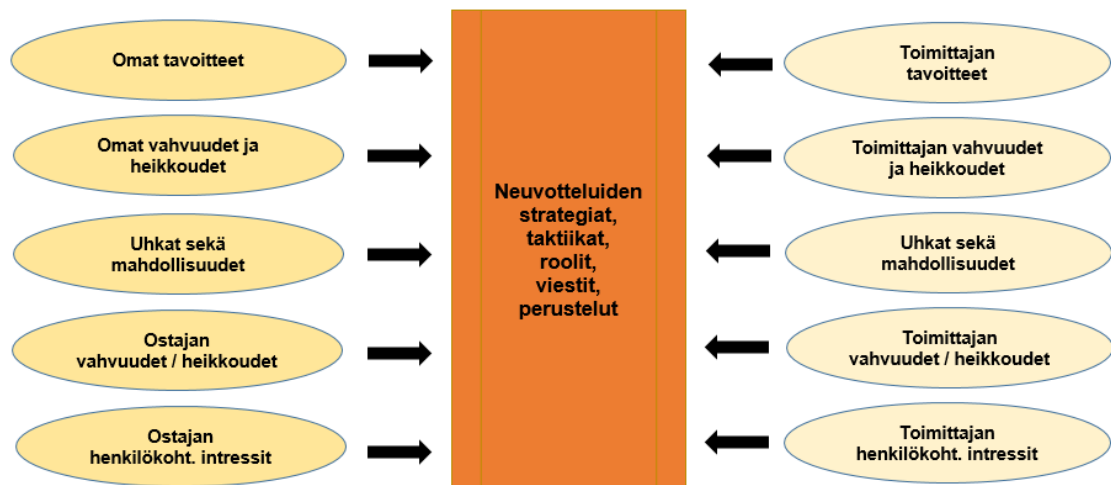 Omat tavoitteet
Omat vahvuudet ja
heikkoudet
Uhkat sekä
mahdollisuudet
Ostajan
vahvuudet / heikkoudet
Ostajan
henkilökoht. intressit
Neuvotteluiden
strategiat,
taktiikat,
roolit,
viestit,
perustelut
Toimittajan
tavoitteet
Toimittajan vahvuudet
ja heikkoudet
Uhkat sekä
mahdollisuudet
Toimittajan
vahvuudet / heikkoudet
Toimittajan
henkilökoht. intressit